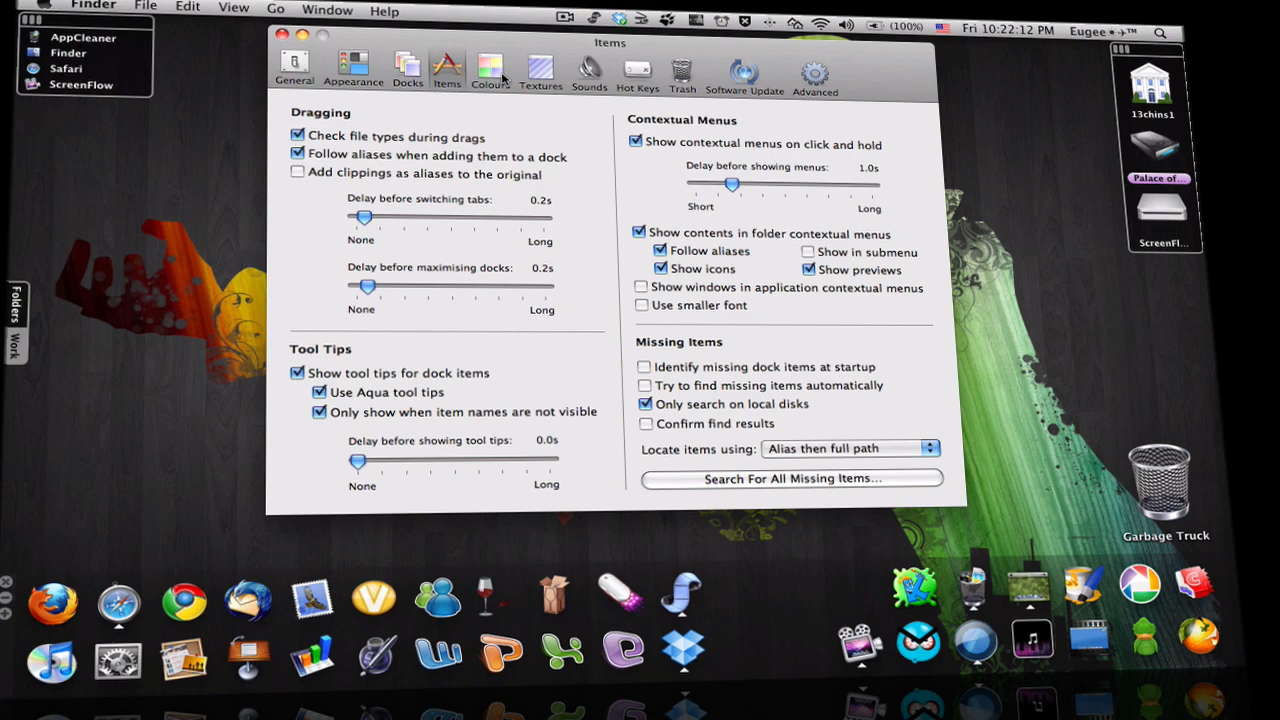 Finder File Edit View Go Window Help
(100%) Fri 10:22:12 PM Eugee
AppCleaner
Finder
Safari
ScreenFlow
Items
General Appearance Docks Items Colours Textures Sounds Hot Keys Trash Software Update Advanced
Dragging
Check file types during drags
Follow aliases when adding them to a dock
Add clippings as aliases to the original
Delay before switching tabs: 0.2s
None Long
Delay before maximising docks: 0.2s
None Long
Tool Tips
Show tool tips for dock items
Use Aqua tool tips
Only show when item names are not visible
Delay before showing tool tips: 0.0s
None Long
Contextual Menus
Show contextual menus on click and hold
Delay before showing menus: 1.0s
Short Long
Show contents in folder contextual menus
Follow aliases Show in submenu
Show icons Show previews
Show windows in application contextual menus
Use smaller font
Missing Items
Identify missing dock items at startup
Try to find missing items automatically
Only search on local disks
Confirm find results
Locate items using: Alias then full path
Search For All Missing Items...
13chins1
Palace of...
ScreenFl...
Folders
Work
Garbage Truck